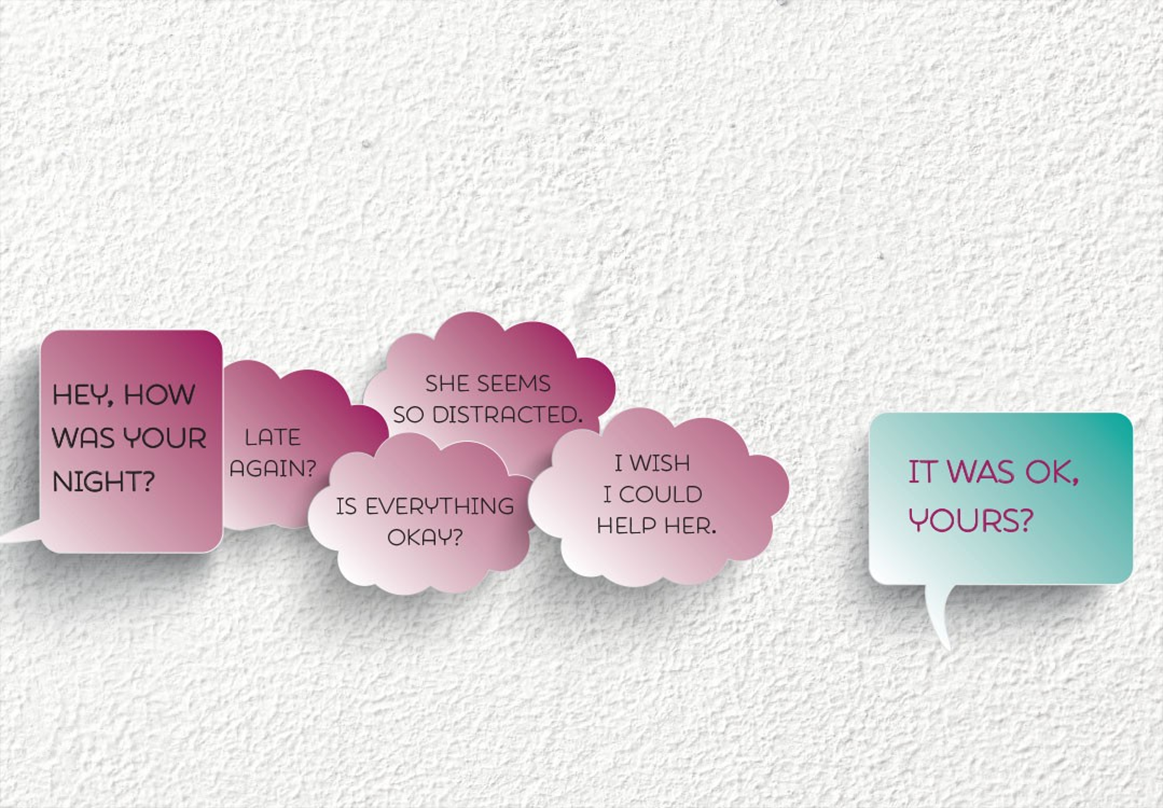 HEY, HOW
WAS YOUR
NIGHT?
LATE
AGAIN?
SHE SEEMS
SO DISTRACTED.
IS EVERYTHING
OKAY?
I WISH
I COULD
HELP HER.
IT WAS OK,
YOURS?